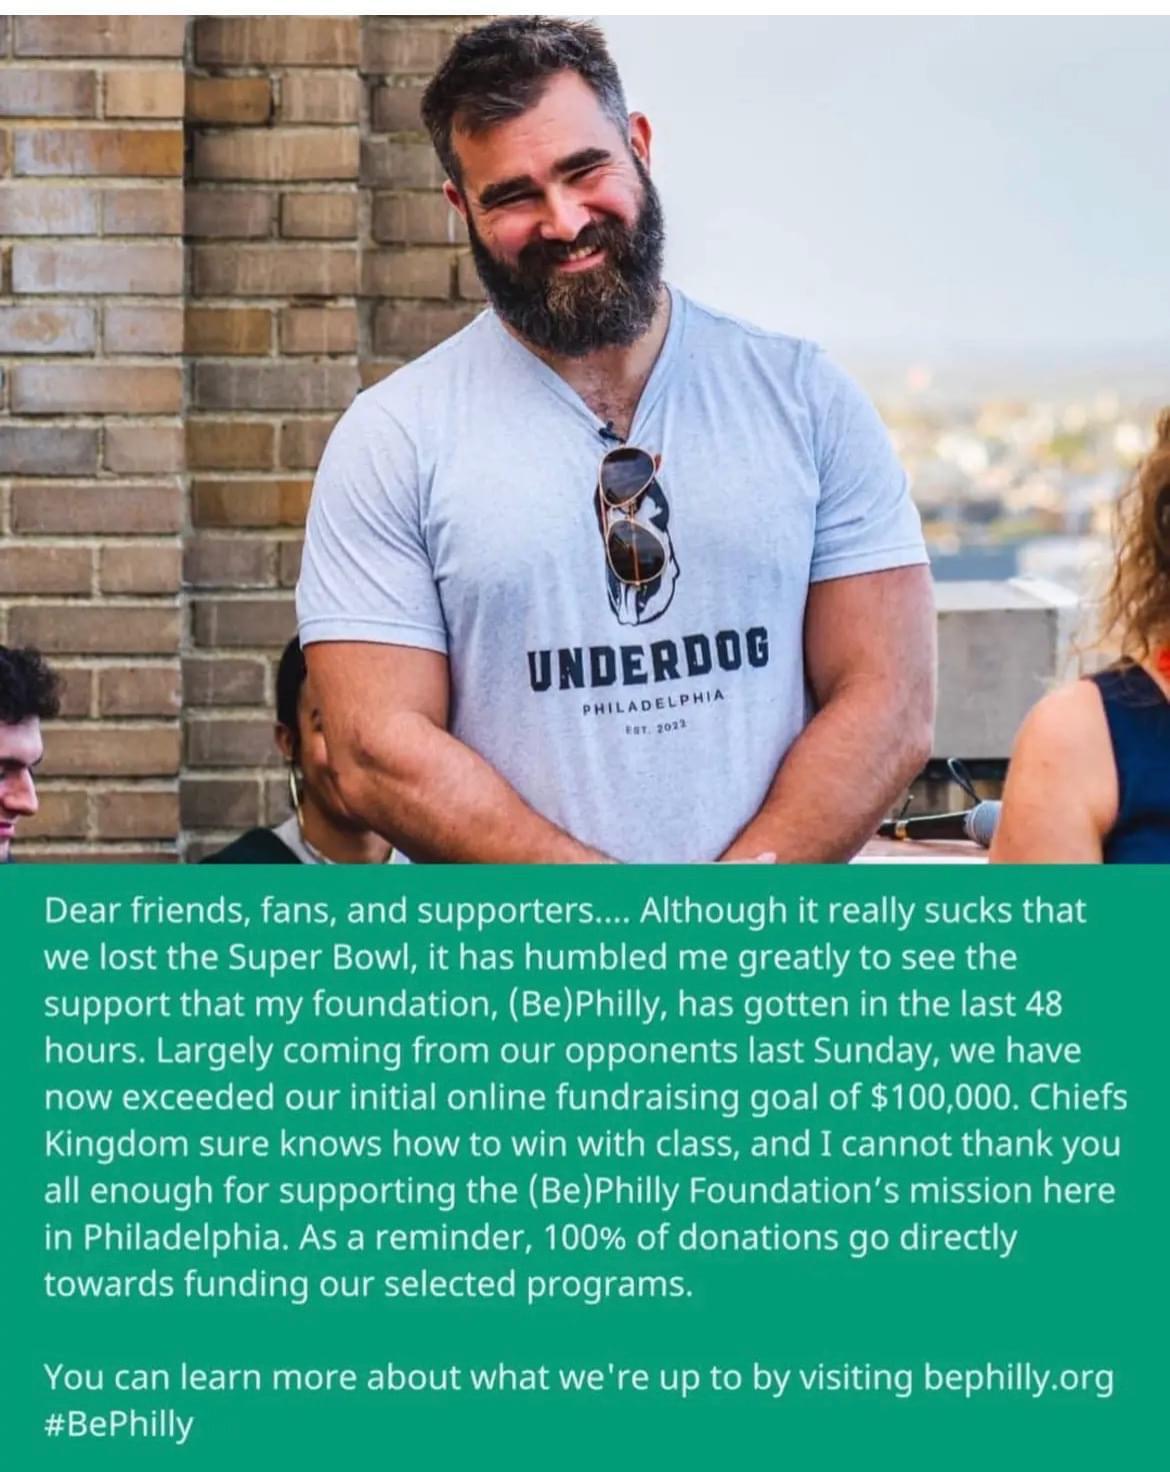 UNDERDOG
PHILADELPHIA
EST. 2023
Dear friends, fans, and supporters.... Although it really sucks that
we lost the Super Bowl, it has humbled me greatly to see the
support that my foundation, (Be)Philly, has gotten in the last 48
hours. Largely coming from our opponents last Sunday, we have
now exceeded our initial online fundraising goal of $100,000. Chiefs
Kingdom sure knows how to win with class, and I cannot thank you
all enough for supporting the (Be)Philly Foundation’s mission here
in Philadelphia. As a reminder, 100% of donations go directly
towards funding our selected programs.
You can learn more about what we're up to by visiting bephilly.org
#BePhilly